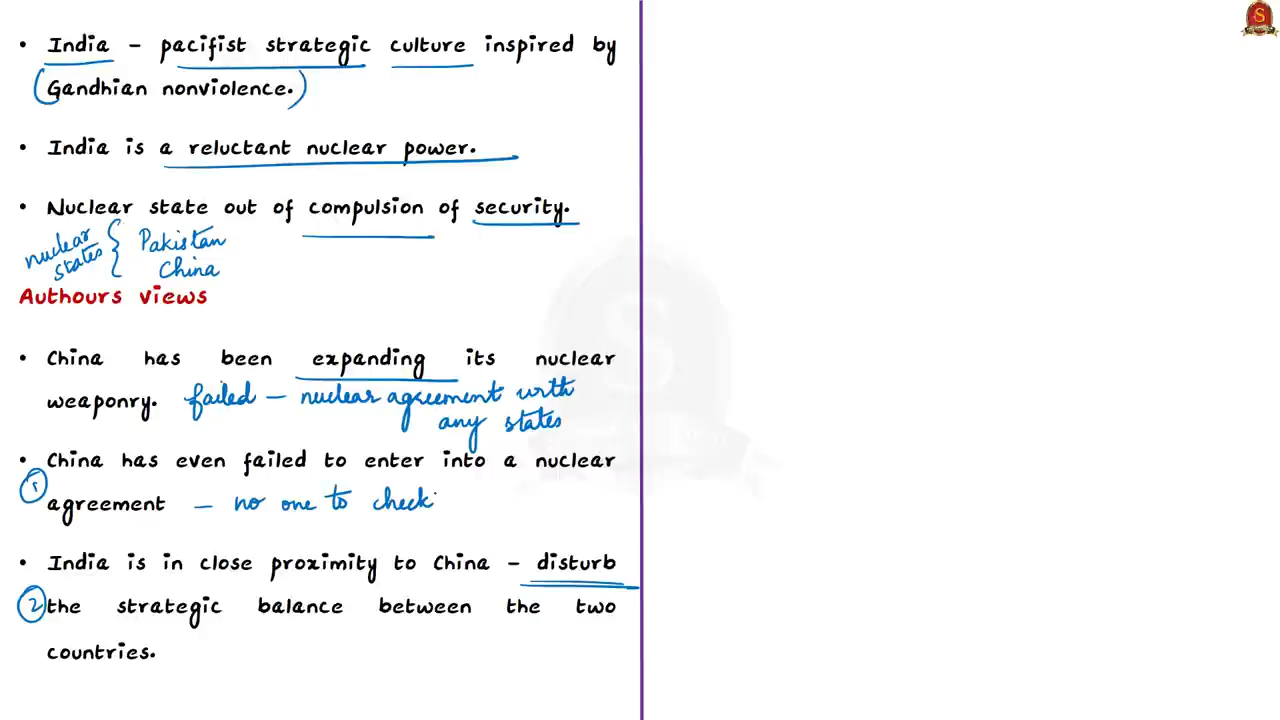 • India - pacifist strategic culture inspired by
(Gandhian nonviolence.)
• India is a reluctant nuclear power.
• Nuclear state out of compulsion of security.
nuclear states { Pakistan
China
Authours views
• China has been expanding its nuclear
weaponry. failed - nuclear agreement with
any states
• China has even failed to enter into a nuclear
1 agreement - no one to check
• India is in close proximity to China - disturb
2 the strategic balance between the two
countries.
S